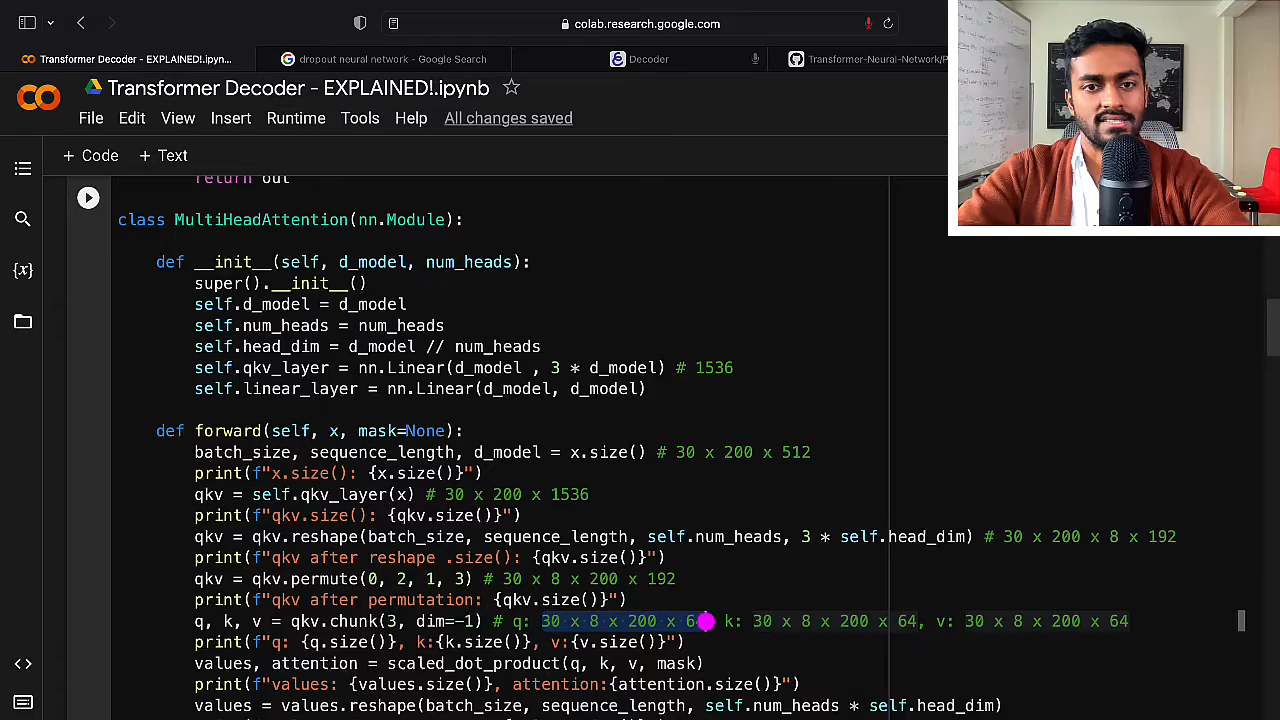 colab.research.google.com
Transformer Decoder - EXPLAINED!.ipyn...
dropout neural network - Google Search
Decoder
Transformer-Neural-Network/P
Transformer Decoder - EXPLAINED!.ipynb
File Edit View Insert Runtime Tools Help All changes saved
+ Code + Text
return out
class MultiHeadAttention(nn.Module):
def __init__(self, d_model, num_heads):
super().__init__()
self.d_model = d_model
self.num_heads = num_heads
self.head_dim = d_model // num_heads
self.qkv_layer = nn.Linear(d_model , 3 * d_model) # 1536
self.linear_layer = nn.Linear(d_model, d_model)
def forward(self, x, mask=None):
batch_size, sequence_length, d_model = x.size() # 30 x 200 x 512
print(f"x.size(): {x.size()}")
qkv = self.qkv_layer(x) # 30 x 200 x 1536
print(f"qkv.size(): {qkv.size()}")
qkv = qkv.reshape(batch_size, sequence_length, self.num_heads, 3 * self.head_dim) # 30 x 200 x 8 x 192
print(f"qkv after reshape .size(): {qkv.size()}")
qkv = qkv.permute(0, 2, 1, 3) # 30 x 8 x 200 x 192
print(f"qkv after permutation: {qkv.size()}")
q, k, v = qkv.chunk(3, dim=-1) # q: 30 x 8 x 200 x 64, k: 30 x 8 x 200 x 64, v: 30 x 8 x 200 x 64
print(f"q: {q.size()}, k:{k.size()}, v:{v.size()}")
values, attention = scaled_dot_product(q, k, v, mask)
print(f"values: {values.size()}, attention:{attention.size()}")
values = values.reshape(batch_size, sequence_length, self.num_heads * self.head_dim)